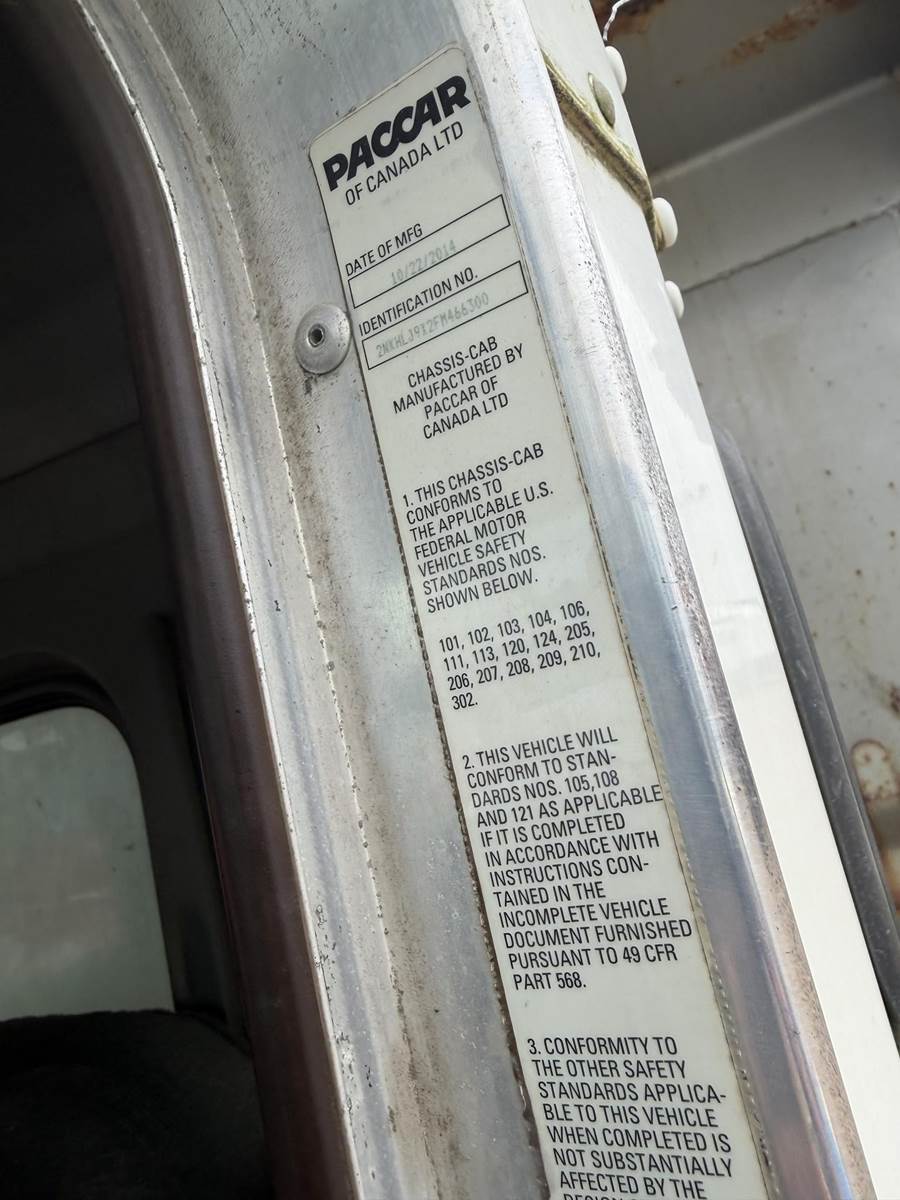 PACCAR
OF CANADA LTD
DATE OF MFG
10/22/2014
IDENTIFICATION NO.
CHASSIS-CAB
MANUFACTURED BY
PACCAR OF
CANADA LTD
1. THIS CHASSIS-CAB
CONFORMS TO
THE APPLICABLE U.S.
FEDERAL MOTOR
VEHICLE SAFETY
STANDARDS NOS.
SHOWN BELOW.
101, 102, 103, 104, 106,
111, 113, 120, 124, 205,
206, 207, 208, 209, 210,
302.
2. THIS VEHICLE WILL
CONFORM TO STAN-
DARDS NOS. 105,108
AND 121 AS APPLICABLE
IF IT IS COMPLETED
IN ACCORDANCE WITH
INSTRUCTIONS CON-
TAINED IN THE
INCOMPLETE VEHICLE
DOCUMENT FURNISHED
PURSUANT TO 49 CFR
PART 568.
3. CONFORMITY TO
THE OTHER SAFETY
STANDARDS APPLICA-
BLE TO THIS VEHICLE
WHEN COMPLETED IS
NOT SUBSTANTIALLY
AFFECTED BY THE